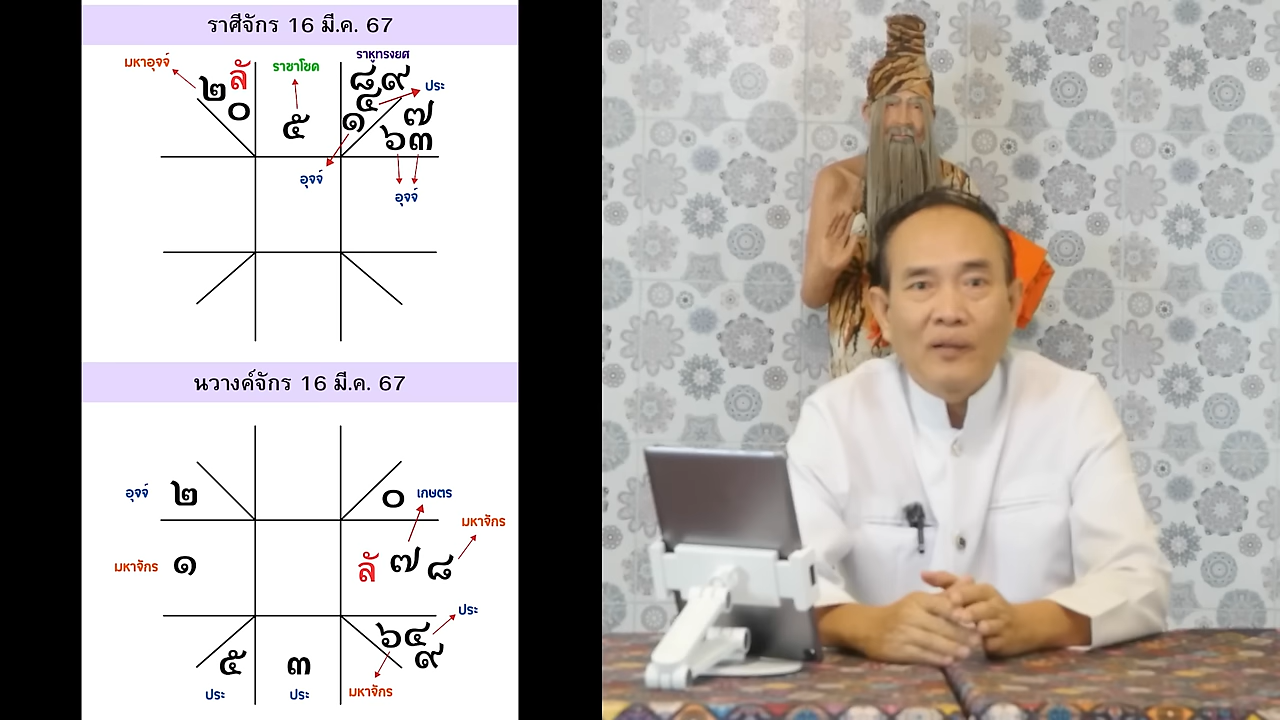 ราศีจักร 16 มี.ค. 67
มหาอุจจ์
ลั
๒
๐
ราชาโชค
๕
ราหูทรงยศ
๘๙
๔
ประ
๑
๗
๖๓
อุจจ์
อุจจ์
นวางค์จักร 16 มี.ค. 67
อุจจ์ ๒
๐ เกษตร
มหาจักร
มหาจักร ๑
ลั ๗ ๘
ประ
๖๔
๕ ๓
๙
ประ ประ มหาจักร